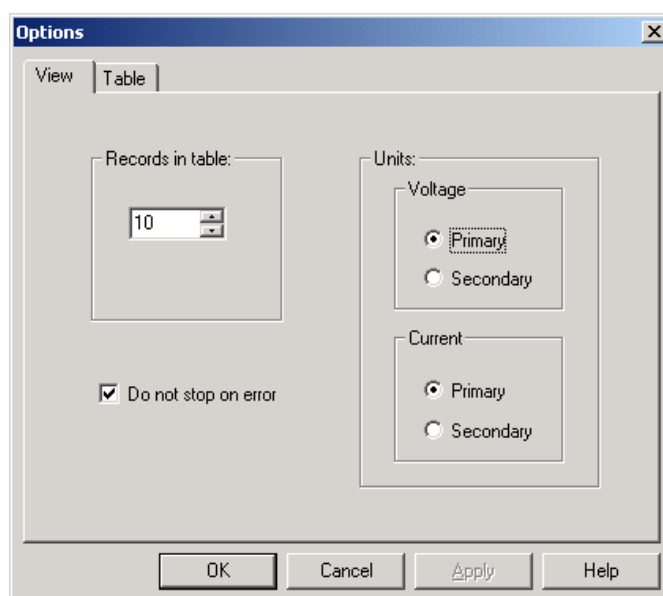 Options
View Table
Records in table:
10
Do not stop on error
Units:
Voltage
Primary
Secondary
Current
Primary
Secondary
OK Cancel Apply Help